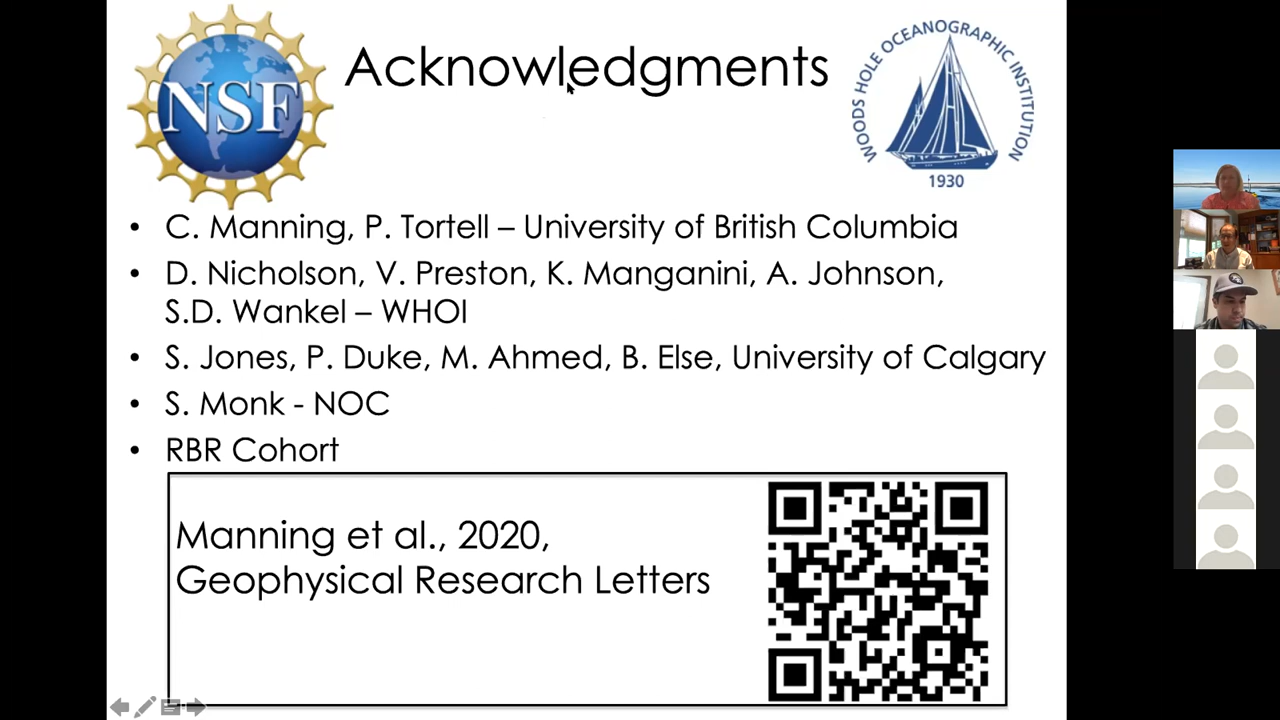 NSF
Acknowledgments
WOODS HOLE OCEANOGRAPHIC INSTITUTION
1930
• C. Manning, P. Tortell – University of British Columbia
• D. Nicholson, V. Preston, K. Manganini, A. Johnson,
S.D. Wankel – WHOI
• S. Jones, P. Duke, M. Ahmed, B. Else, University of Calgary
• S. Monk - NOC
• RBR Cohort
Manning et al., 2020,
Geophysical Research Letters